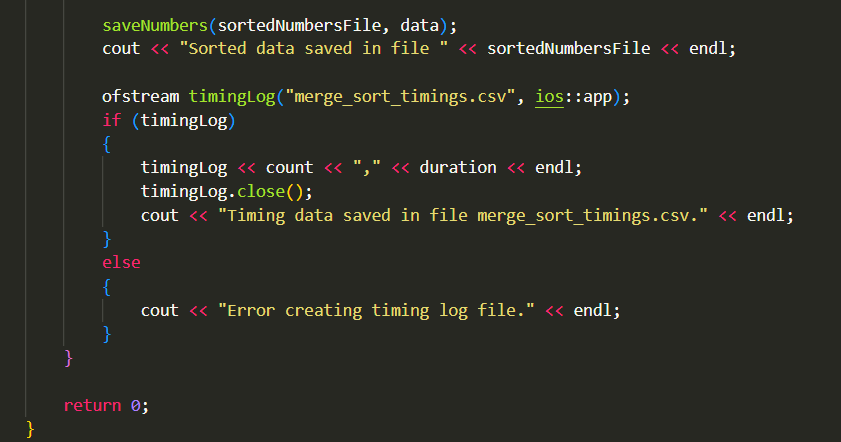 saveNumbers(sortedNumbersFile, data);
cout << "Sorted data saved in file " << sortedNumbersFile << endl;
ofstream timingLog("merge_sort_timings.csv", ios::app);
if (timingLog)
{
timingLog << count << "," << duration << endl;
timingLog.close();
cout << "Timing data saved in file merge_sort_timings.csv." << endl;
}
else
{
cout << "Error creating timing log file." << endl;
}
}
return 0;
}